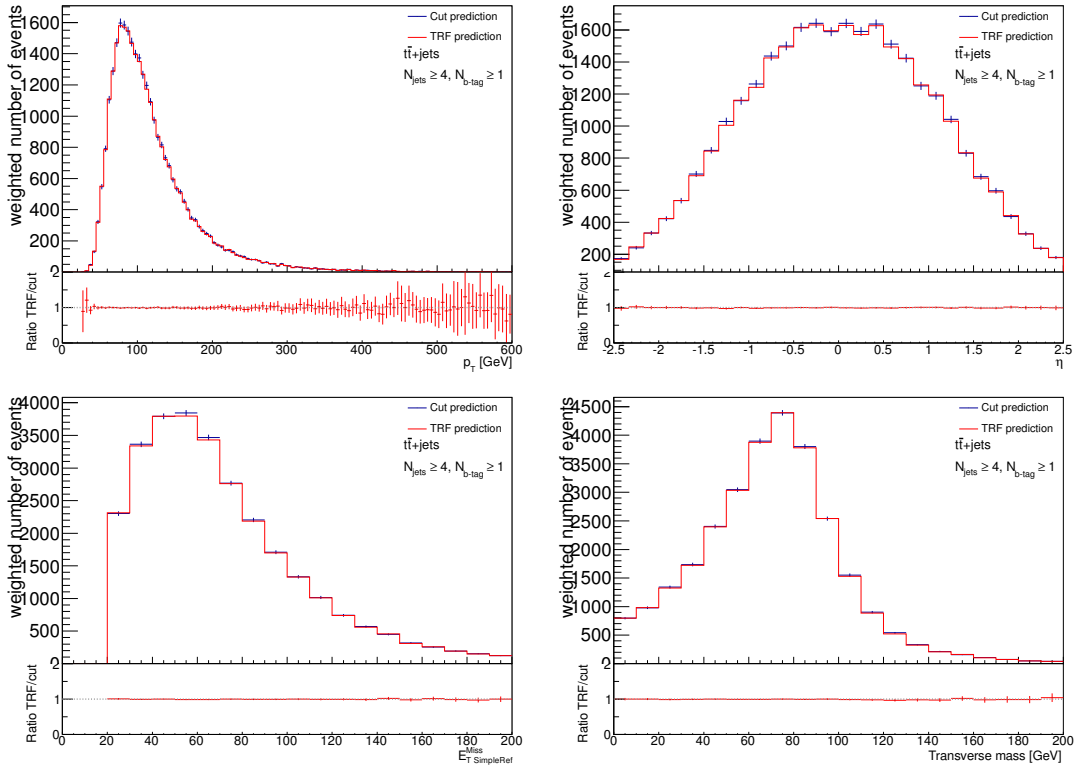 weighted number of events
1600
1400
1200
1000
800
600
400
200
Cut prediction
TRF prediction
tt̄+jets
N_jets ≥ 4, N_b-tag ≥ 1
Ratio TRF/cut
2
1
0
0 100 200 300 400 500 600
p_T [GeV]
weighted number of events
1600
1400
1200
1000
800
600
400
200
Cut prediction
TRF prediction
tt̄+jets
N_jets ≥ 4, N_b-tag ≥ 1
Ratio TRF/cut
2
1
0
-2.5 -2 -1.5 -1 -0.5 0 0.5 1 1.5 2 2.5
η
weighted number of events
4000
3500
3000
2500
2000
1500
1000
500
Cut prediction
TRF prediction
tt̄+jets
N_jets ≥ 4, N_b-tag ≥ 1
Ratio TRF/cut
2
1
0
0 20 40 60 80 100 120 140 160 180 200
E_T SimpleRef^Miss
weighted number of events
4500
4000
3500
3000
2500
2000
1500
1000
500
Cut prediction
TRF prediction
tt̄+jets
N_jets ≥ 4, N_b-tag ≥ 1
Ratio TRF/cut
2
1
0
0 20 40 60 80 100 120 140 160 180 200
Transverse mass [GeV]